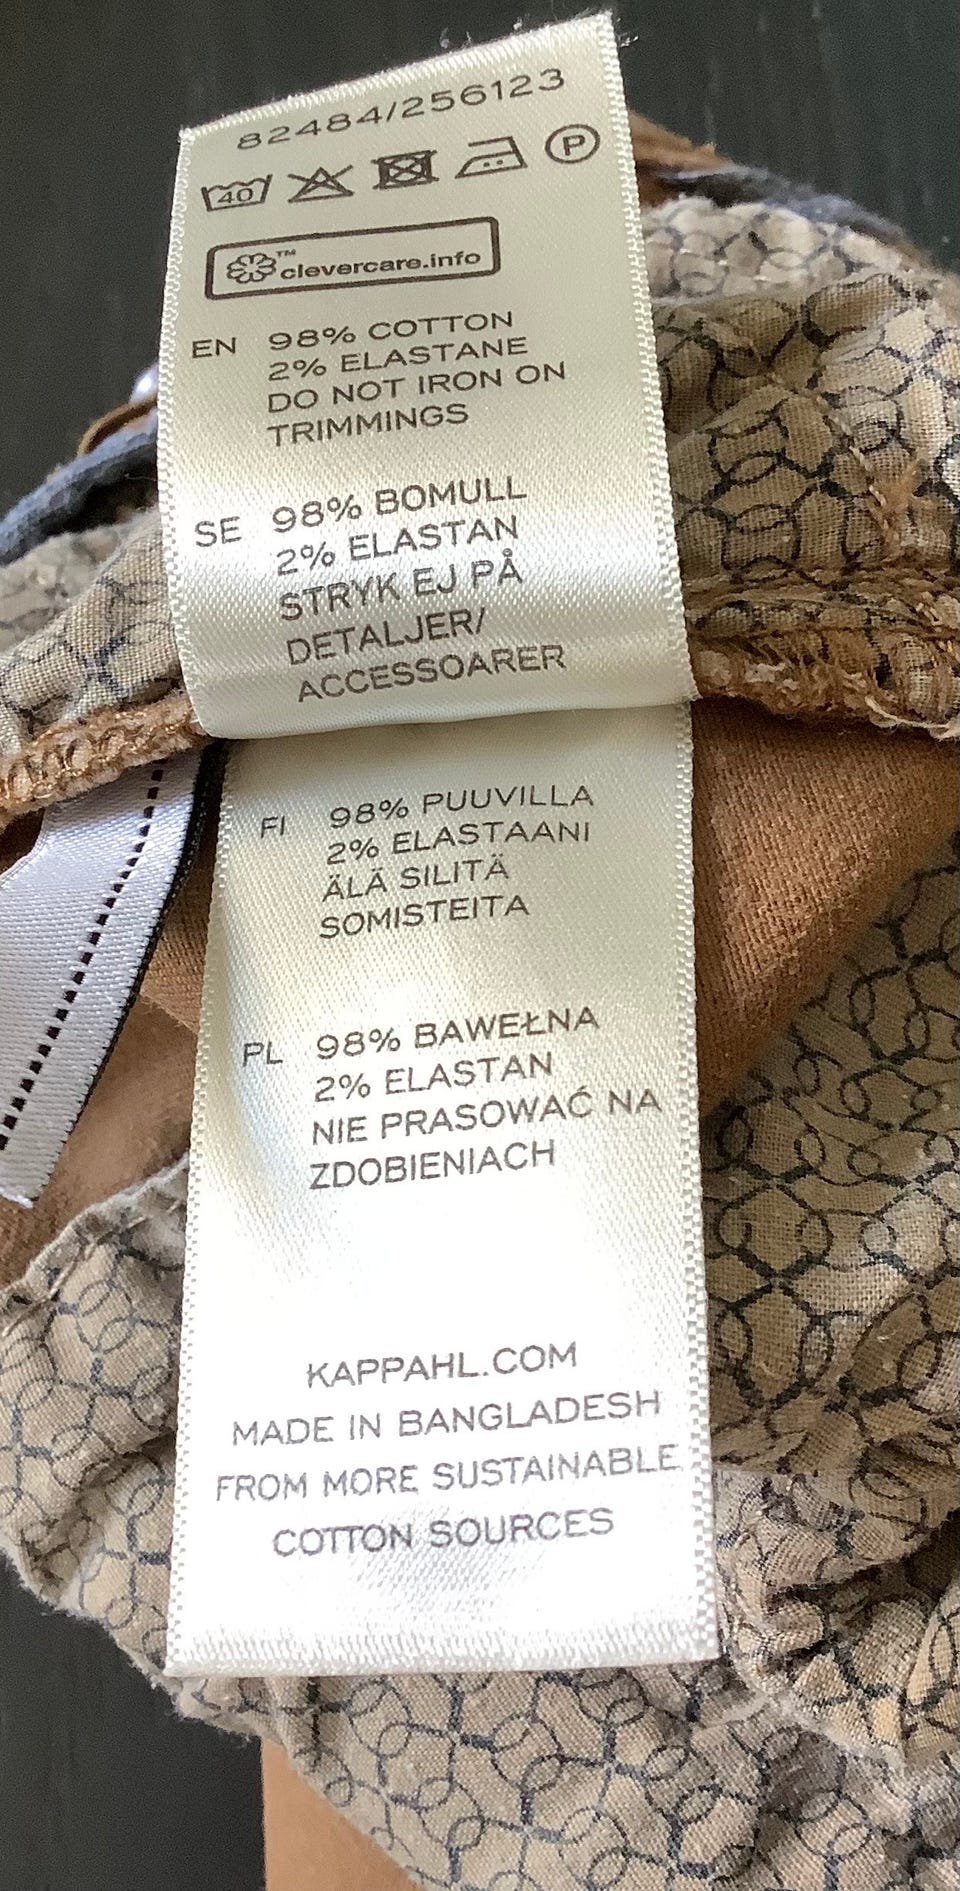 82484/256123
40 P
™ clevercare.info
EN 98% COTTON
2% ELASTANE
DO NOT IRON ON
TRIMMINGS
SE 98% BOMULL
2% ELASTAN
STRYK EJ PÅ
DETALJER/
ACCESSOARER
FI 98% PUUVILLA
2% ELASTAANI
ÄLÄ SILITÄ
SOMISTEITA
PL 98% BAWEŁNA
2% ELASTAN
NIE PRASOWAĆ NA
ZDOBIENIACH
KAPPAHL.COM
MADE IN BANGLADESH
FROM MORE SUSTAINABLE
COTTON SOURCES